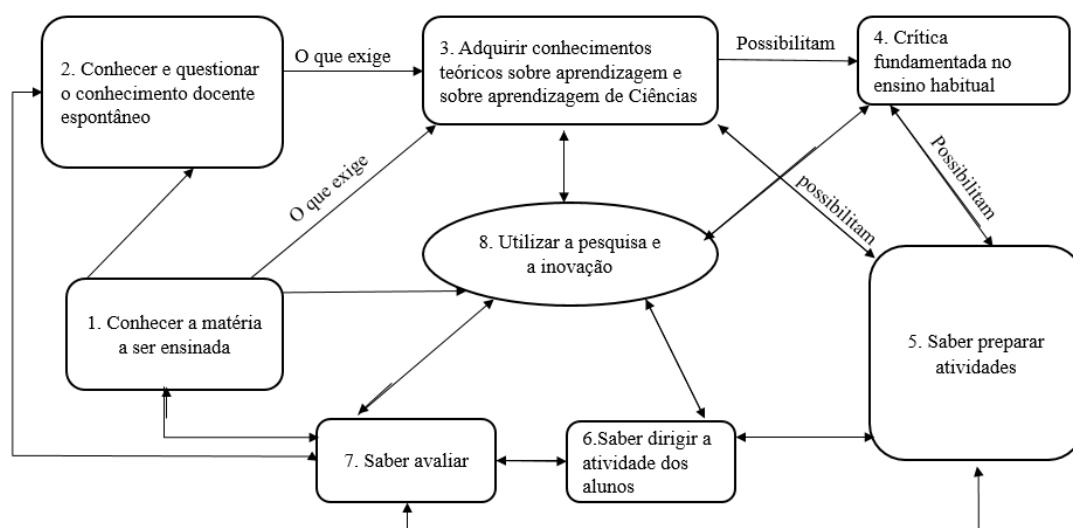 2. Conhecer e questionar
o conhecimento docente
espontâneo
O que exige
3. Adquirir conhecimentos
teóricos sobre aprendizagem e
sobre aprendizagem de Ciências
Possibilitam
4. Crítica
fundamentada no
ensino habitual
O que exige
possibilitam
Possibilitam
8. Utilizar a pesquisa e
a inovação
1. Conhecer a matéria
a ser ensinada
5. Saber preparar
atividades
7. Saber avaliar
6.Saber dirigir a
atividade dos
alunos